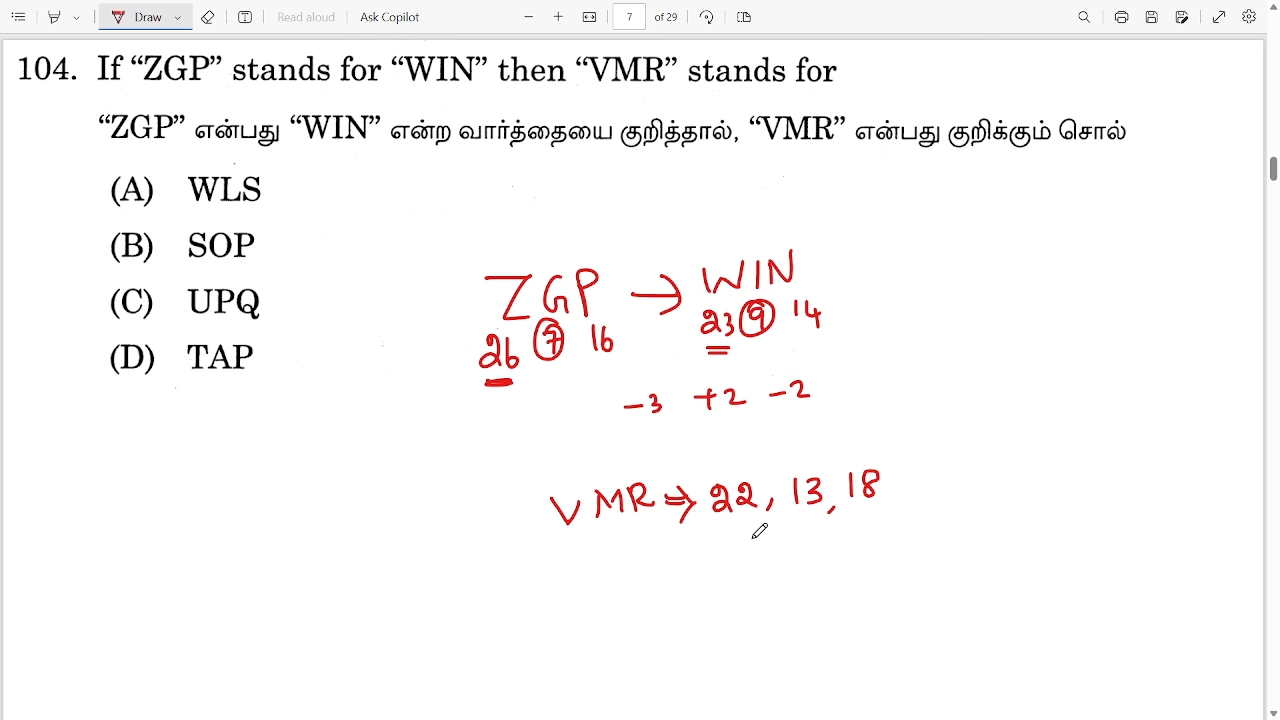 Draw
Read aloud
Ask Copilot
7 of 29
104. If “ZGP” stands for “WIN” then “VMR” stands for
“ZGP” என்பது “WIN” என்ற வார்த்தையை குறித்தால், “VMR” என்பது குறிக்கும் சொல்
(A) WLS
(B) SOP
(C) UPQ
(D) TAP
ZGP → WIN
26 7 16 23 9 14
-3 +2 -2
VMR ⇒ 22, 13, 18